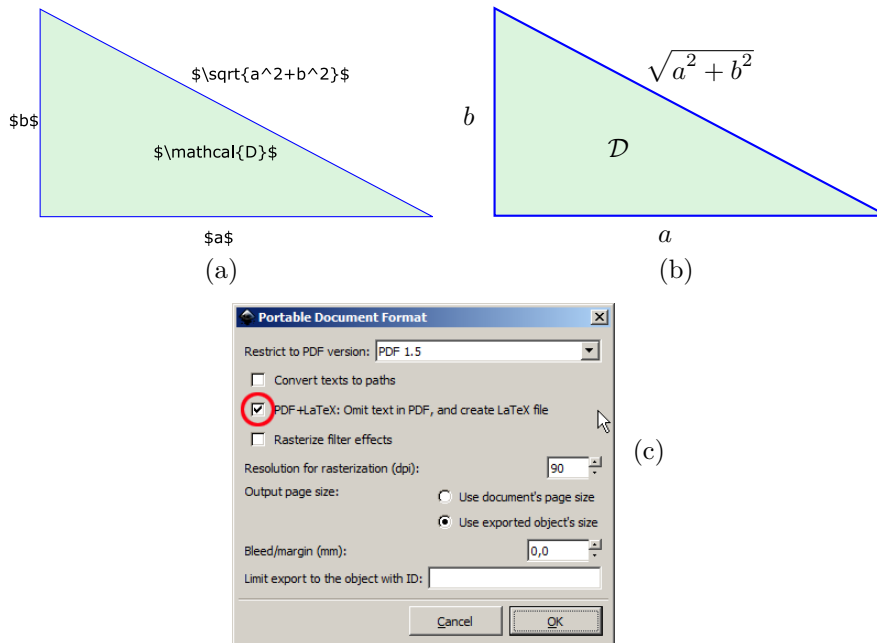 $\sqrt{a^2+b^2}$
$b$
$\mathcal{D}$
$a$
(a)
√a² + b²
b
𝒟
a
(b)
Portable Document Format
Restrict to PDF version: PDF 1.5
Convert texts to paths
PDF+LaTeX: Omit text in PDF, and create LaTeX file
Rasterize filter effects
Resolution for rasterization (dpi): 90
Output page size: Use document's page size
Use exported object's size
Bleed/margin (mm): 0,0
Limit export to the object with ID:
Cancel OK
(c)